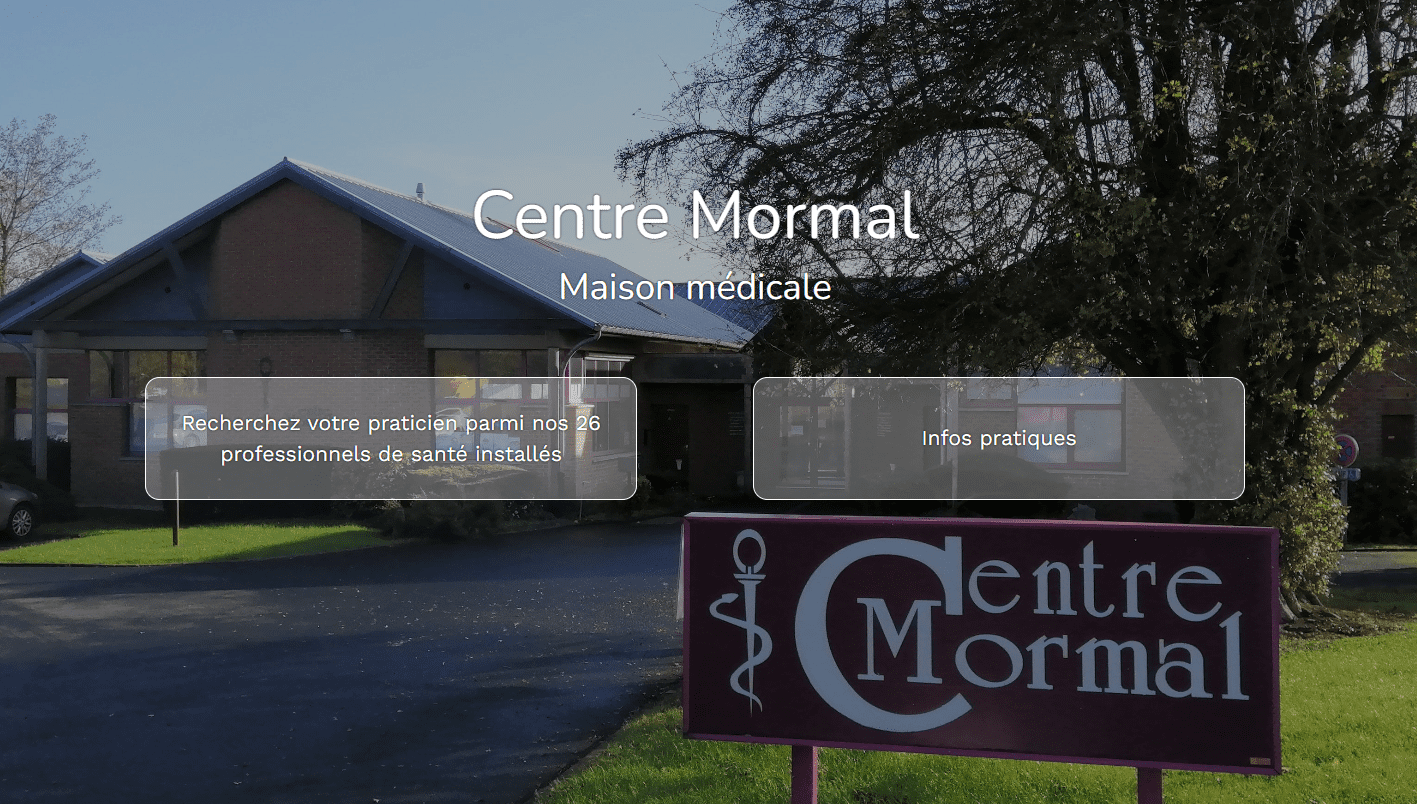 Centre Mormal
Maison médicale
Recherchez votre praticien parmi nos 26
professionnels de santé installés
Infos pratiques
Centre
Mormal